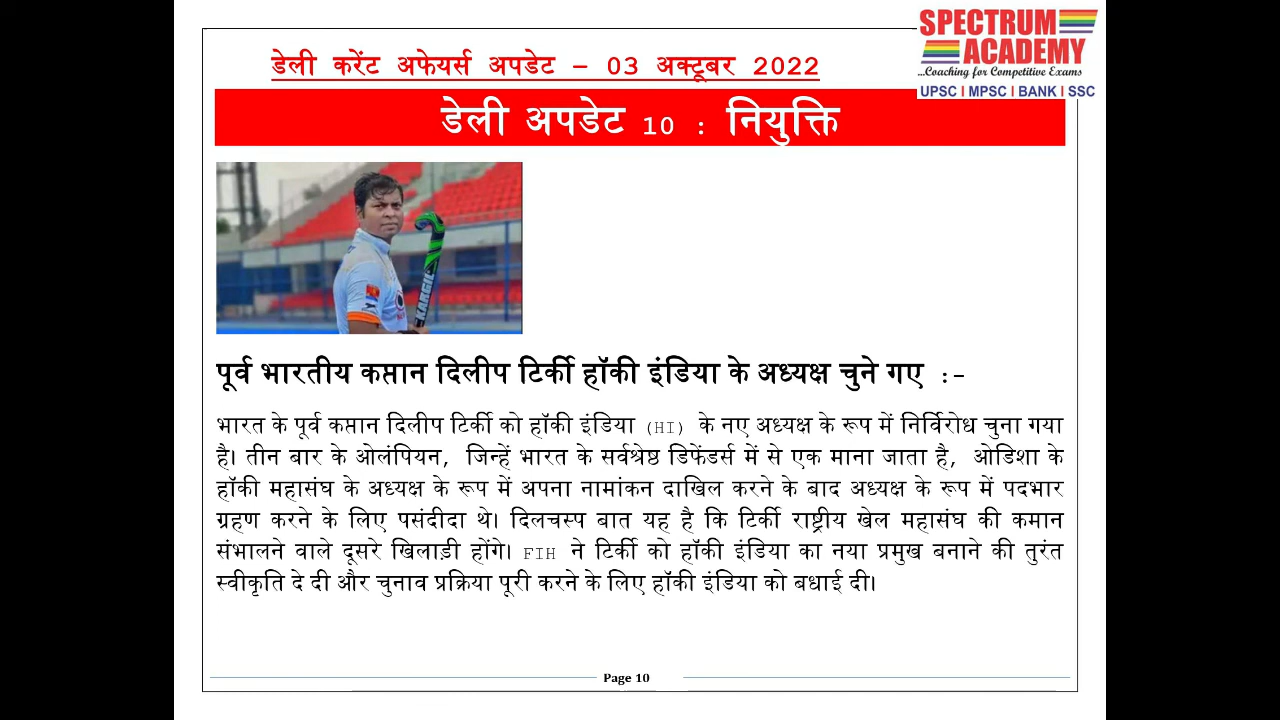 SPECTRUM
ACADEMY
...Coaching for Competitive Exams
UPSC | MPSC | BANK | SSC
डेली करेंट अफेयर्स अपडेट – 03 अक्टूबर 2022
डेली अपडेट 10 : नियुक्ति
KARGIL
पूर्व भारतीय कप्तान दिलीप टिर्की हॉकी इंडिया के अध्यक्ष चुने गए :-
भारत के पूर्व कप्तान दिलीप टिर्की को हॉकी इंडिया (HI) के नए अध्यक्ष के रूप में निर्विरोध चुना गया
है। तीन बार के ओलंपियन, जिन्हें भारत के सर्वश्रेष्ठ डिफेंडर्स में से एक माना जाता है, ओडिशा के
हॉकी महासंघ के अध्यक्ष के रूप में अपना नामांकन दाखिल करने के बाद अध्यक्ष के रूप में पदभार
ग्रहण करने के लिए पसंदीदा थे। दिलचस्प बात यह है कि टिर्की राष्ट्रीय खेल महासंघ की कमान
संभालने वाले दूसरे खिलाड़ी होंगे। FIH ने टिर्की को हॉकी इंडिया का नया प्रमुख बनाने की तुरंत
स्वीकृति दे दी और चुनाव प्रक्रिया पूरी करने के लिए हॉकी इंडिया को बधाई दी।
Page 10